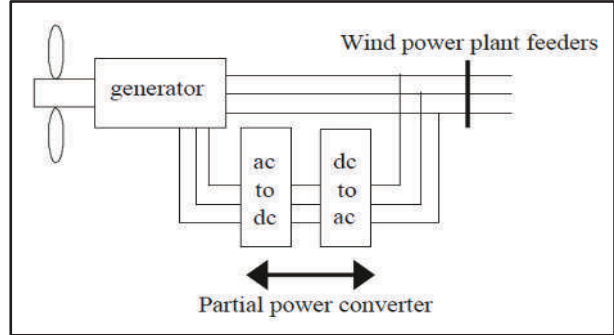 Wind power plant feeders
generator
ac
to
dc
dc
to
ac
Partial power converter